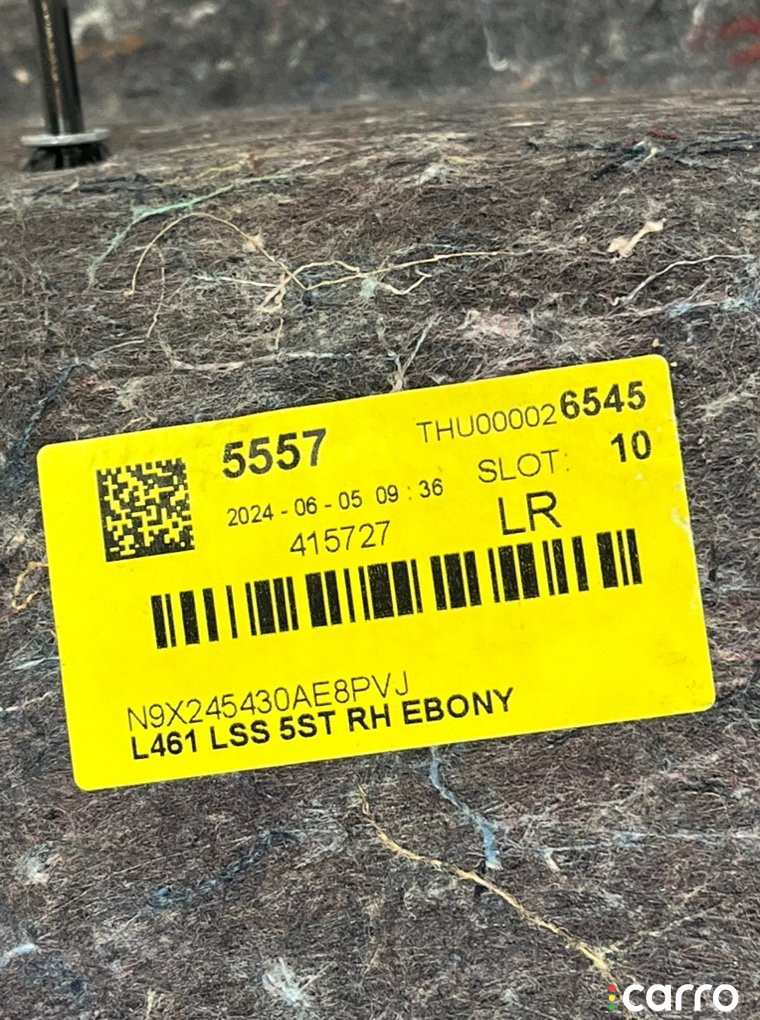 5557
THU000026545
SLOT: 10
2024-06-05 09:36
415727
LR
N9X245430AE8PVJ
L461 LSS 5ST RH EBONY
carro